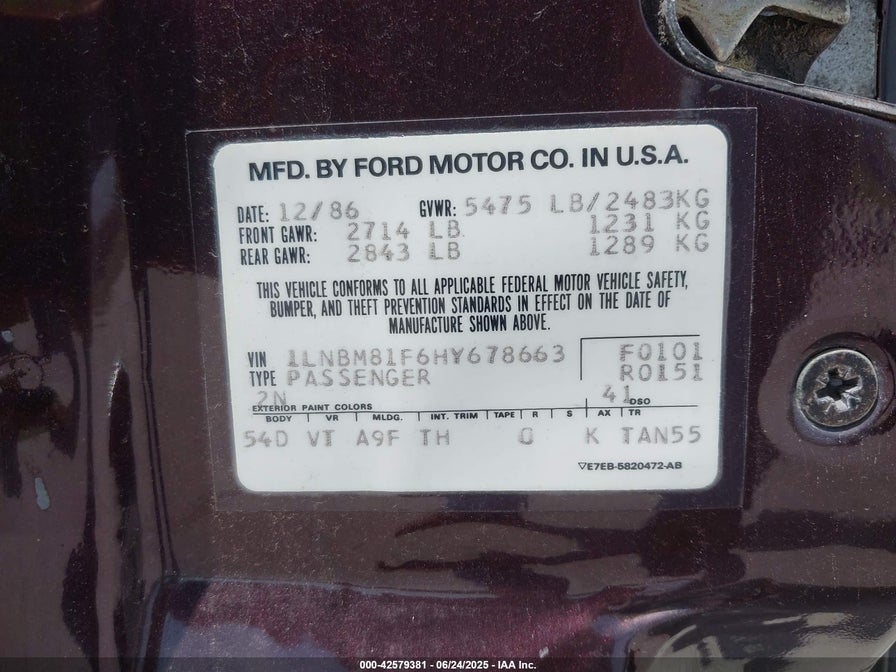 MFD. BY FORD MOTOR CO. IN U.S.A.
DATE: 12/86 GVWR: 5475 LB/2483KG
FRONT GAWR: 2714 LB 1231 KG
REAR GAWR: 2843 LB 1289 KG
THIS VEHICLE CONFORMS TO ALL APPLICABLE FEDERAL MOTOR VEHICLE SAFETY,
BUMPER, AND THEFT PREVENTION STANDARDS IN EFFECT ON THE DATE OF
MANUFACTURE SHOWN ABOVE.
VIN 1LNBM81F6HY678663 F0101
TYPE PASSENGER R0151
2N 41 DSO
EXTERIOR PAINT COLORS
BODY VR MLDG. INT. TRIM TAPE R S AX TR
54D VT A9F TH Q K TAN55
E7EB-5820472-AB
000-42579381 - 06/24/2025 - IAA Inc.